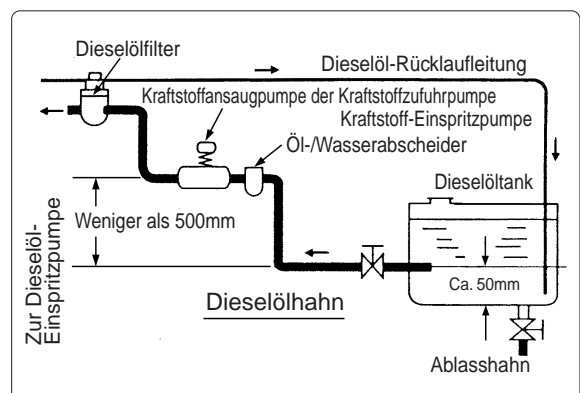 Dieselölfilter
Dieselöl-Rücklaufleitung
Kraftstoffansaugpumpe der Kraftstoffzufuhrpumpe
Kraftstoff-Einspritzpumpe
Öl-/Wasserabscheider
Dieselöltank
Weniger als 500mm
Zur Dieselöl-
Einspritzpumpe
Ca. 50mm
Dieselölhahn
Ablasshahn